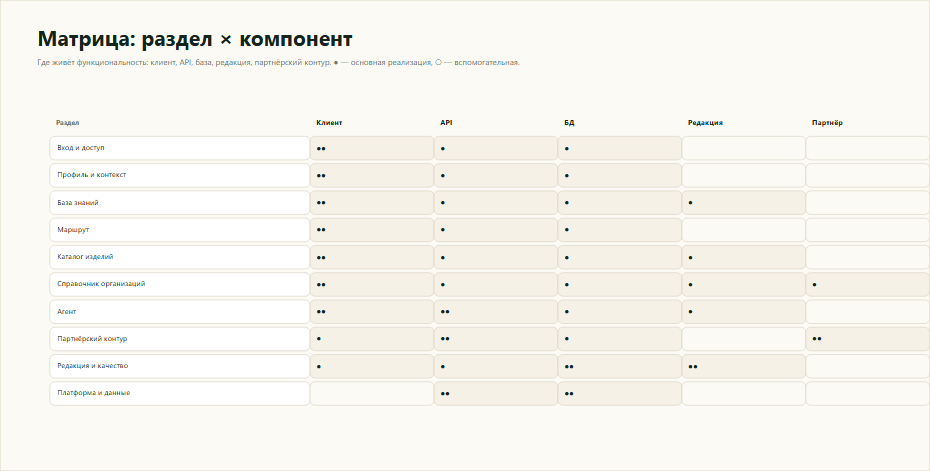 Матрица: раздел × компонент
Где живёт функциональность: клиент, API, база, редакция, партнёрский контур. ● — основная реализация, ○ — вспомогательная.
Раздел Клиент API БД Редакция Партнёр
Вход и доступ ●● ● ●
Профиль и контекст ●● ● ●
База знаний ●● ● ● ●
Маршрут ●● ● ●
Каталог изделий ●● ● ● ●
Справочник организаций ●● ● ● ● ●
Агент ●● ●● ● ●
Партнёрский контур ● ●● ● ●●
Редакция и качество ● ● ●● ●●
Платформа и данные ●● ●●